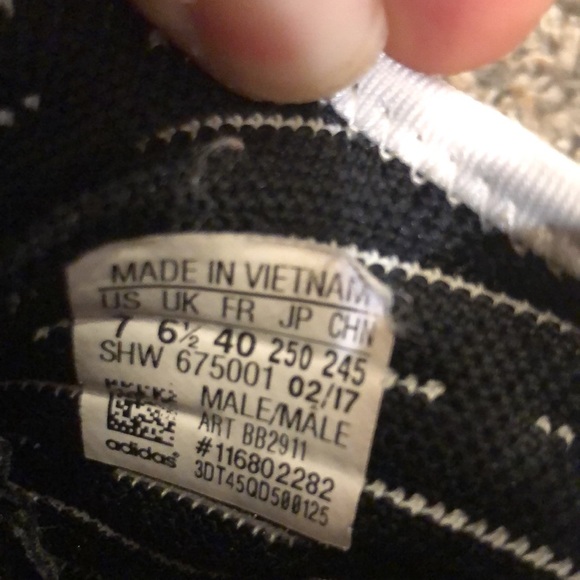 MADE IN VIETNAM
US UK FR JP CHN
7 6½ 40 250 245
SHW 675001 02/17
MALE/MÂLE
ART BB2911
#116802282
adidas
3DT45QD500125